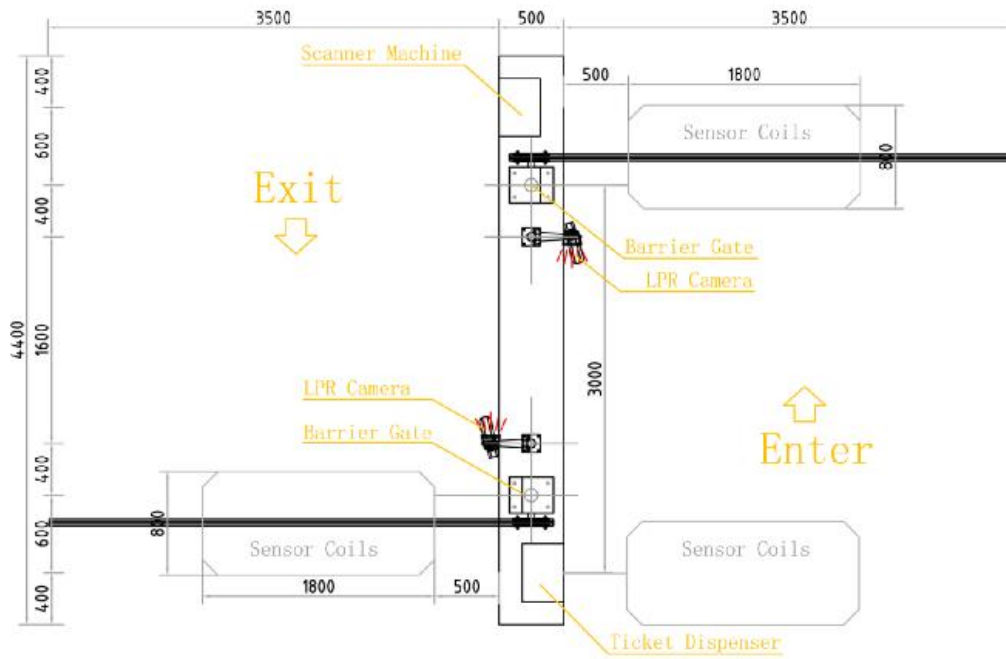 3500
500
3500
Scanner Machine
500
1800
400
600
400
1600
4400
400
600
400
Sensor Coils
800
Exit
Barrier Gate
LPR Camera
3000
LPR Camera
Barrier Gate
Enter
800
Sensor Coils
1800
500
Sensor Coils
Ticket Dispenser